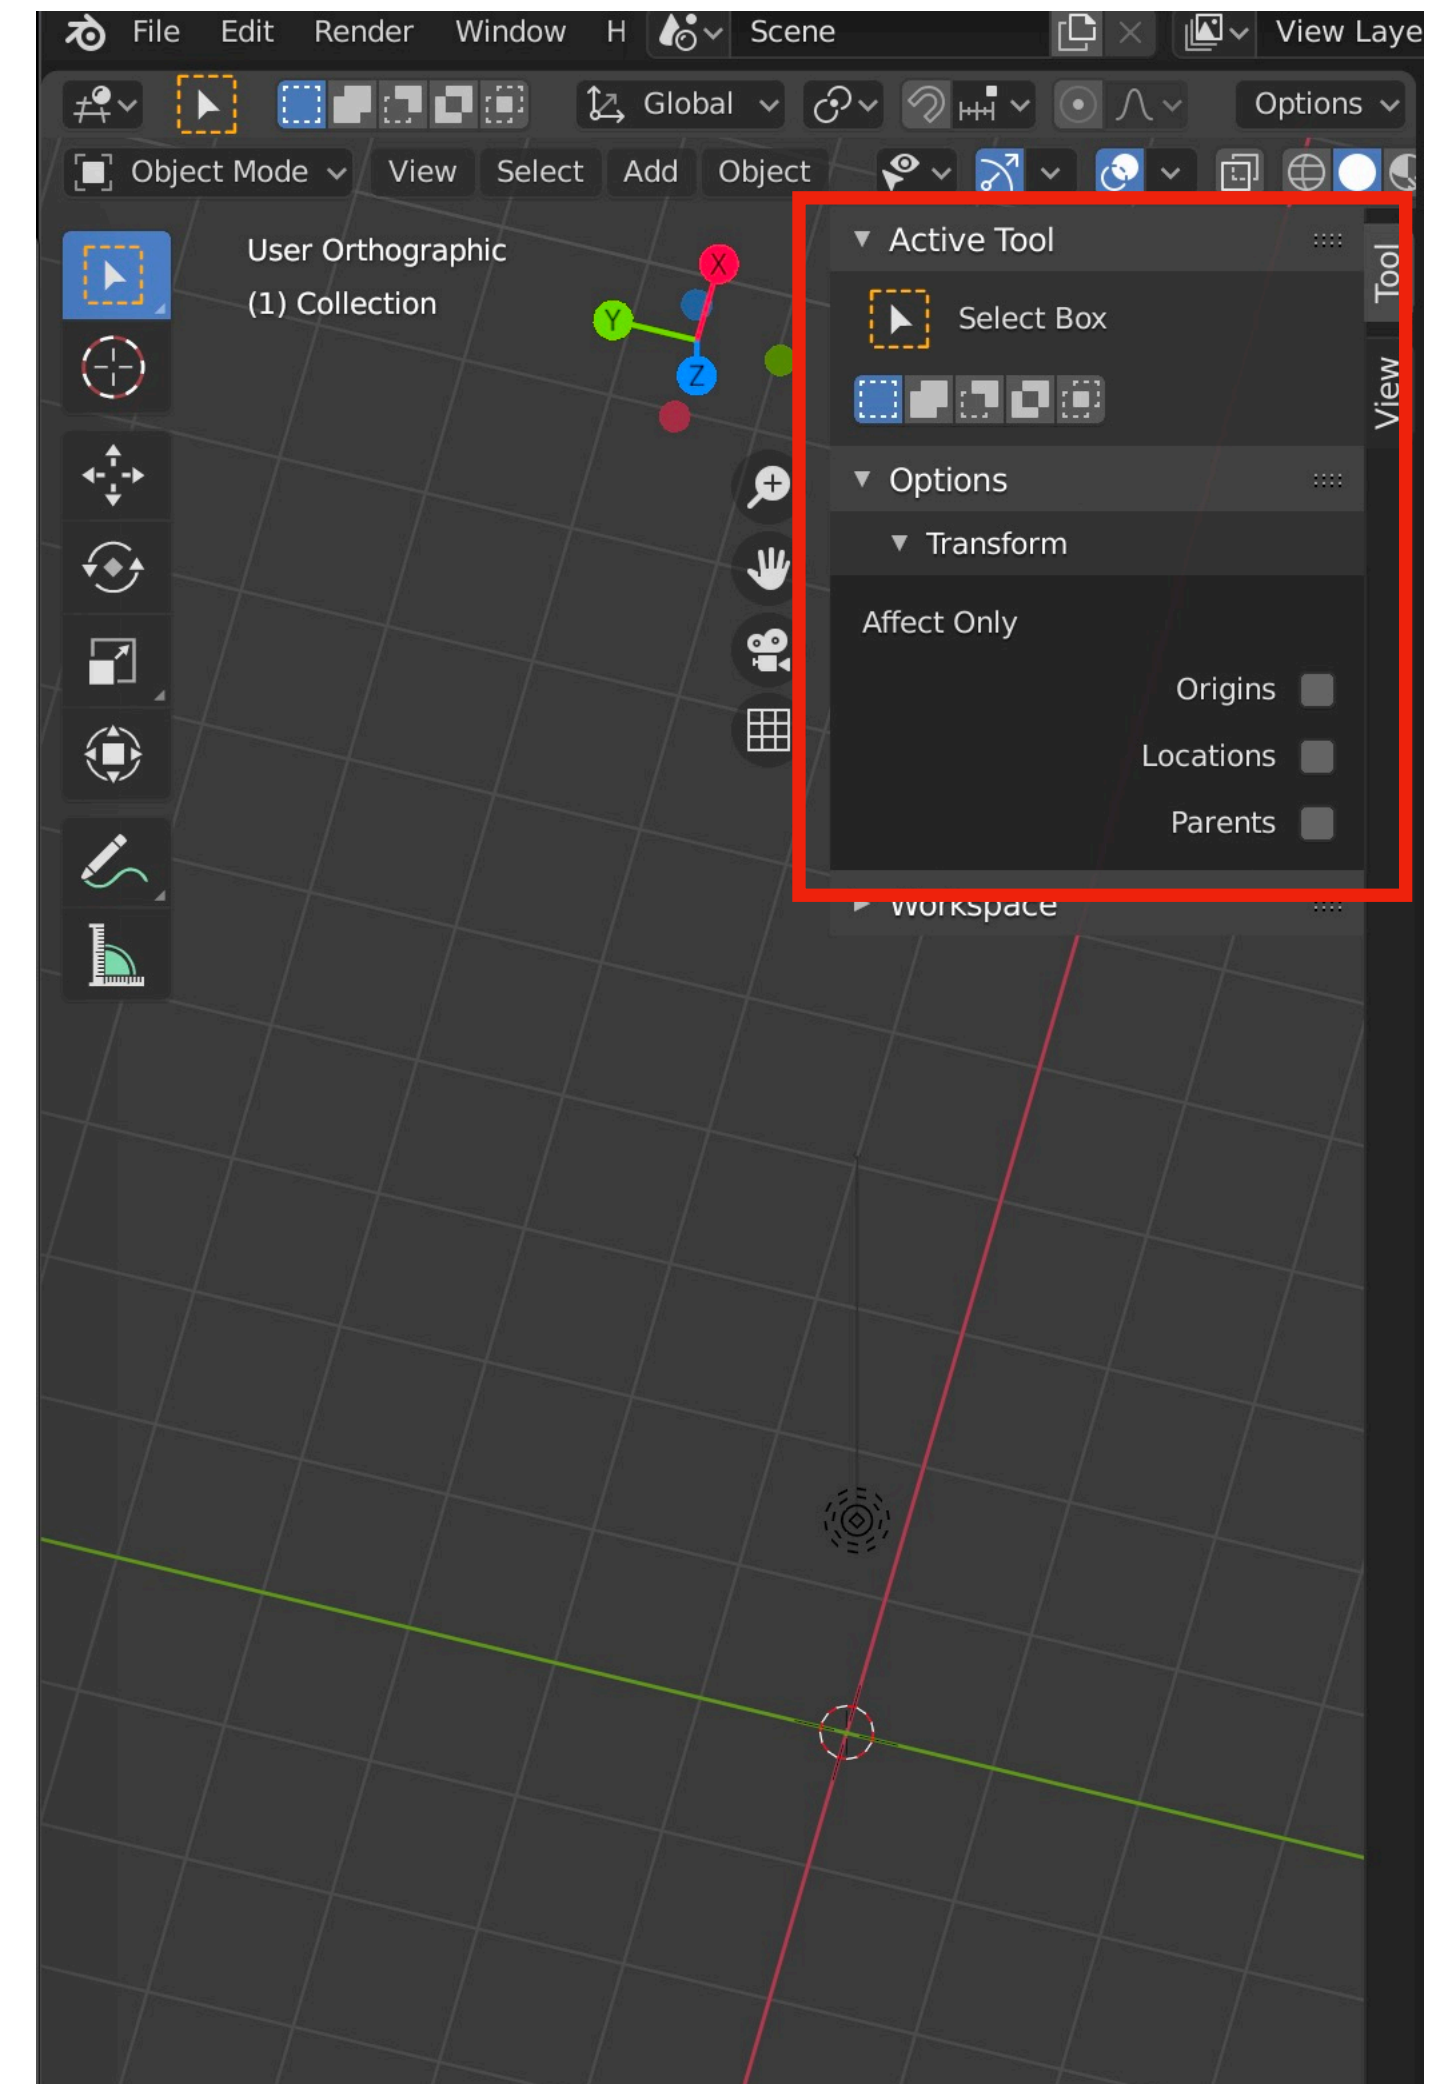 File Edit Render Window H Scene View Laye
Global Options
Object Mode View Select Add Object
User Orthographic
(1) Collection
X
Y
Z
Active Tool
Select Box
Options
Transform
Affect Only
Origins
Locations
Parents
Workspace
Tool
View